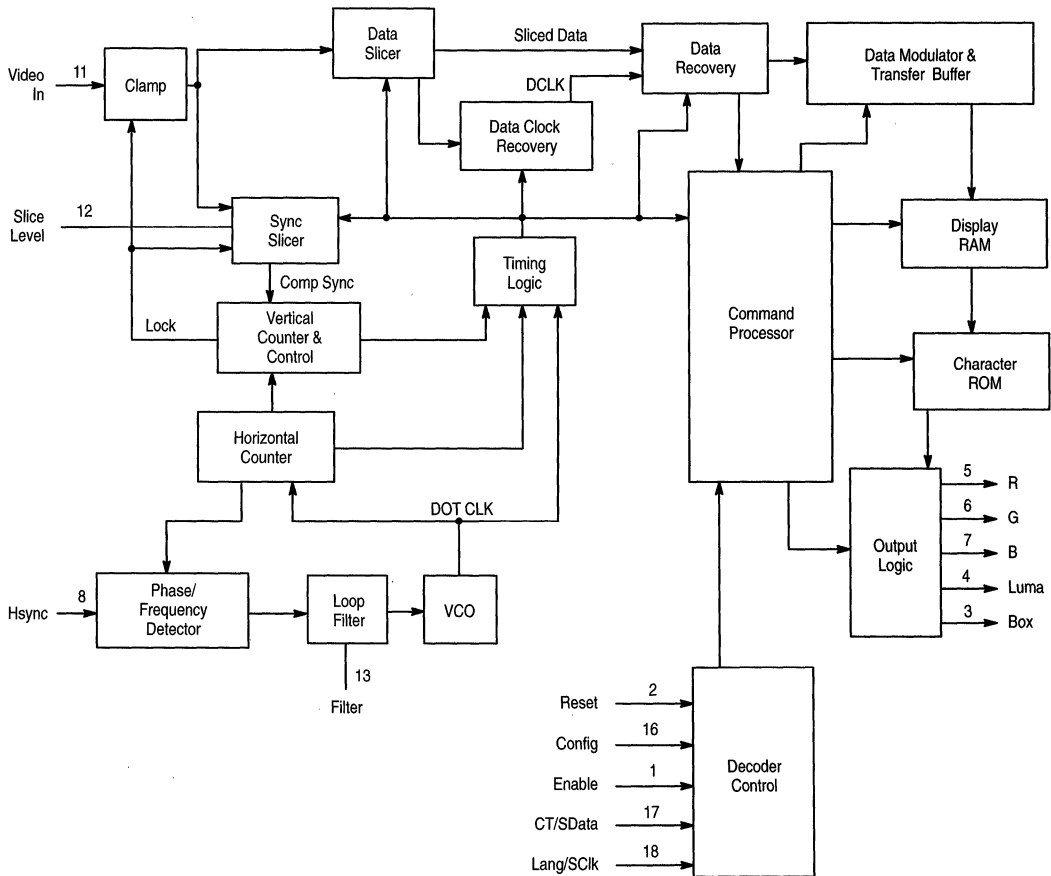 Data
Slicer
Sliced Data
Data
Recovery
Data Modulator &
Transfer Buffer
Video
In
11
Clamp
DCLK
Data Clock
Recovery
Slice
Level
12
Sync
Slicer
Display
RAM
Comp Sync
Timing
Logic
Lock
Vertical
Counter &
Control
Command
Processor
Character
ROM
Horizontal
Counter
DOT CLK
Output
Logic
5
R
6
G
7
B
4
Luma
3
Box
Hsync
8
Phase/
Frequency
Detector
Loop
Filter
VCO
13
Filter
Reset
2
Config
16
Enable
1
CT/SData
17
Lang/SClk
18
Decoder
Control